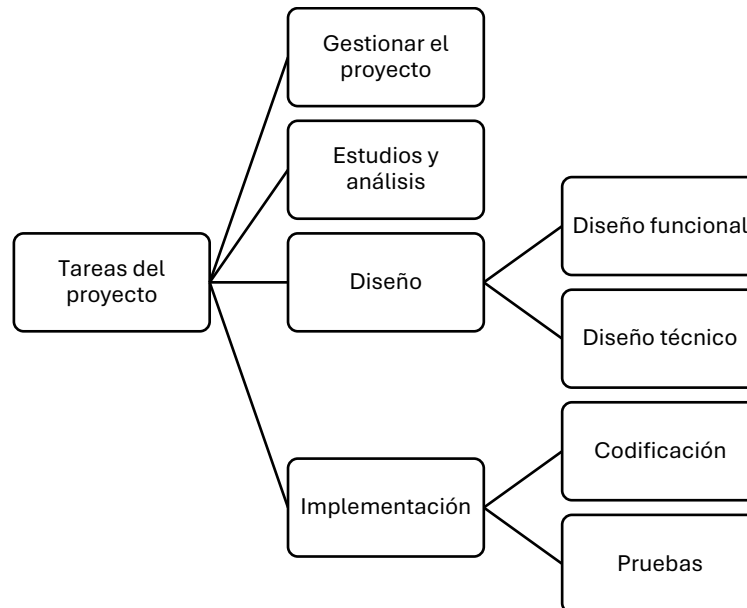 Gestionar el
proyecto
Estudios y
análisis
Tareas del
proyecto
Diseño
Diseño funcional
Diseño técnico
Implementación
Codificación
Pruebas